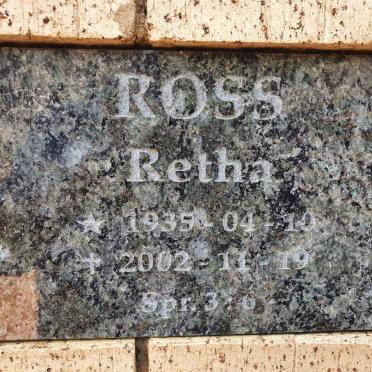 ROSS
Retha
★ 1935 - 04 - 10
✝ 2002 - 11 - 19
Spr. 3 : 6